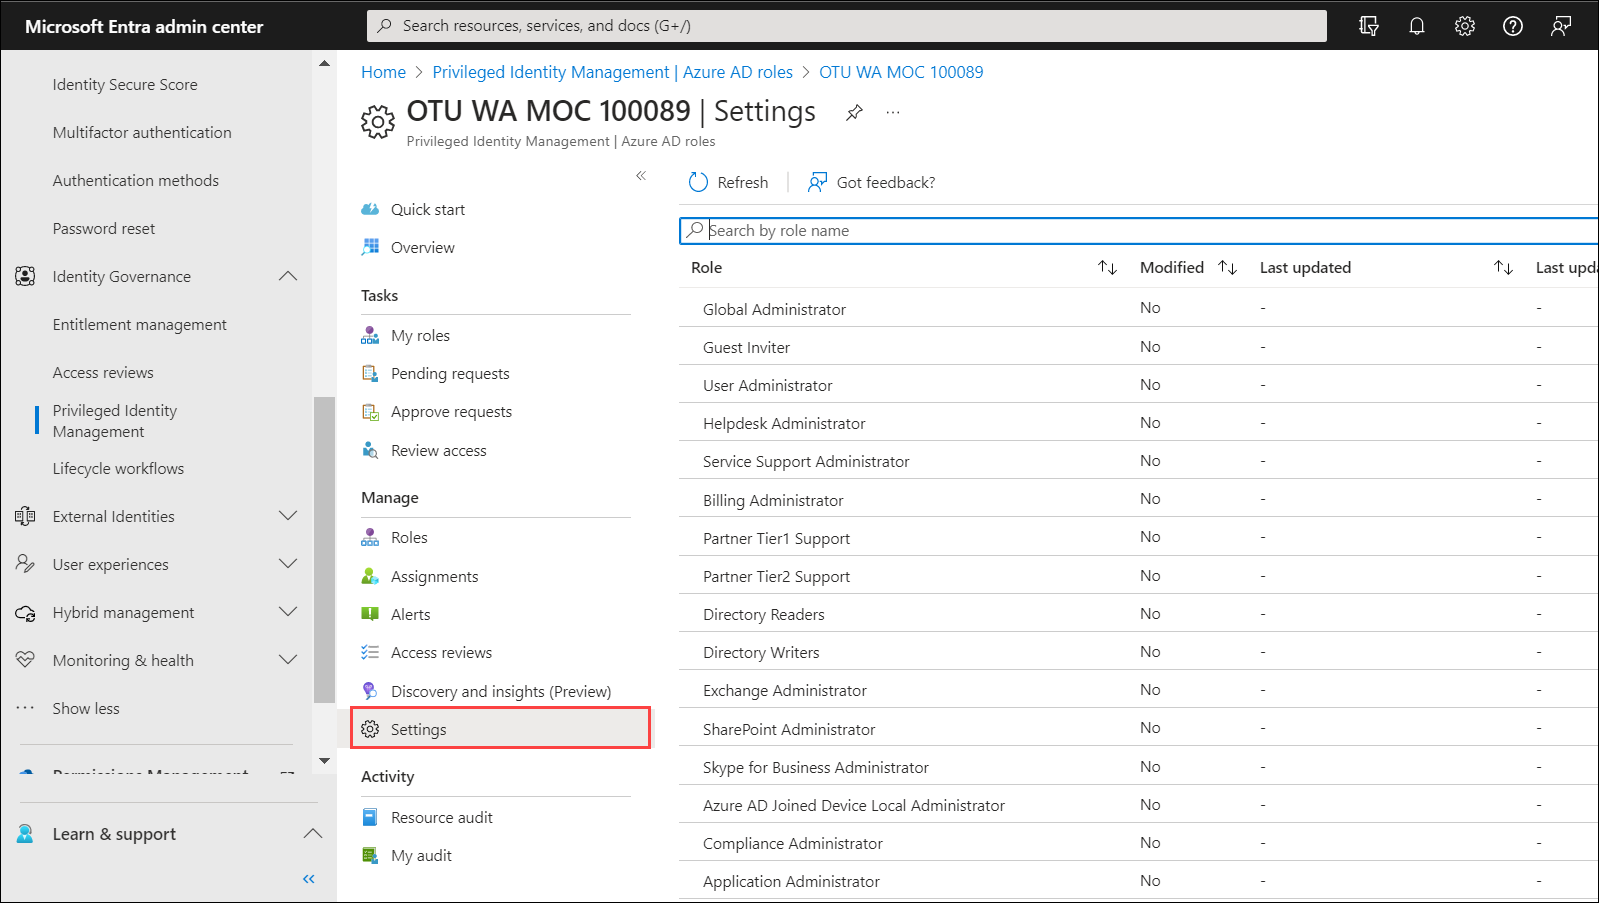 Microsoft Entra admin center
Search resources, services, and docs (G+/)
Identity Secure Score
Multifactor authentication
Authentication methods
Password reset
Identity Governance
Entitlement management
Access reviews
Privileged Identity
Management
Lifecycle workflows
External Identities
User experiences
Hybrid management
Monitoring & health
Show less
Permissions Management
Learn & support
Home > Privileged Identity Management | Azure AD roles > OTU WA MOC 100089
OTU WA MOC 100089 | Settings
Privileged Identity Management | Azure AD roles
Quick start
Overview
Tasks
My roles
Pending requests
Approve requests
Review access
Manage
Roles
Assignments
Alerts
Access reviews
Discovery and insights (Preview)
Settings
Activity
Resource audit
My audit
Refresh | Got feedback?
Search by role name
Role Modified Last updated Last upda
Global Administrator No - -
Guest Inviter No - -
User Administrator No - -
Helpdesk Administrator No - -
Service Support Administrator No - -
Billing Administrator No - -
Partner Tier1 Support No - -
Partner Tier2 Support No - -
Directory Readers No - -
Directory Writers No - -
Exchange Administrator No - -
SharePoint Administrator No - -
Skype for Business Administrator No - -
Azure AD Joined Device Local Administrator No - -
Compliance Administrator No - -
Application Administrator No - -